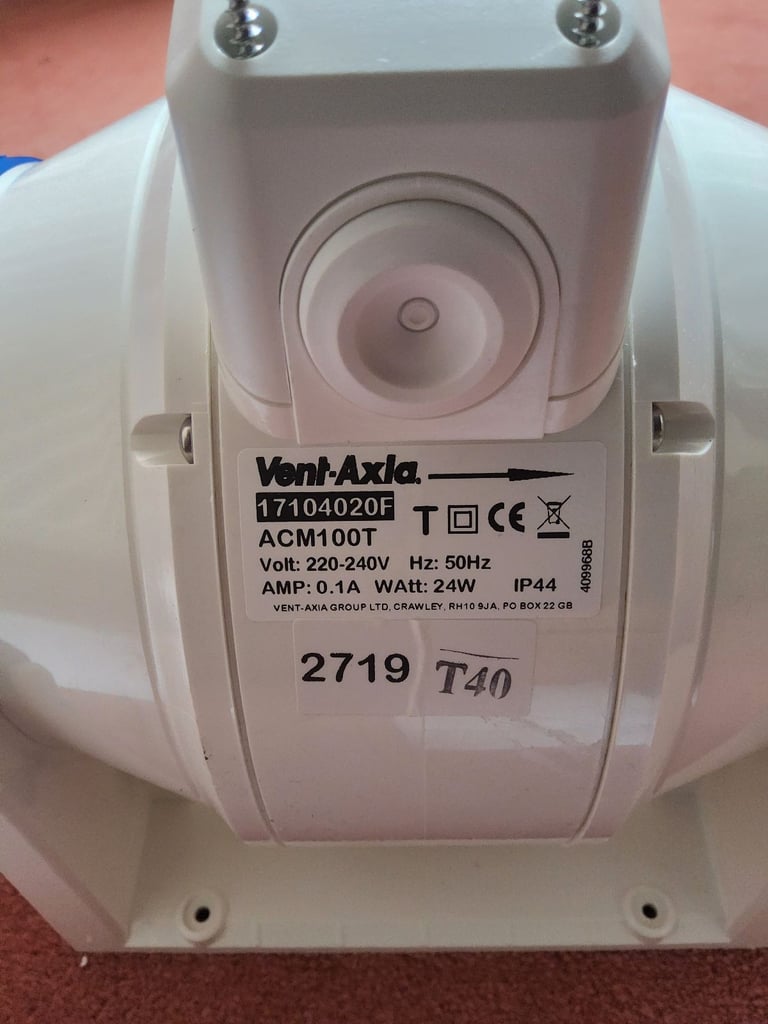 Vent-Axia.
17104020F
T CE
ACM100T
Volt: 220-240V Hz: 50Hz
AMP: 0.1A WAtt: 24W IP44
VENT-AXIA GROUP LTD, CRAWLEY, RH10 9JA, PO BOX 22 GB
409968B
2719 T40